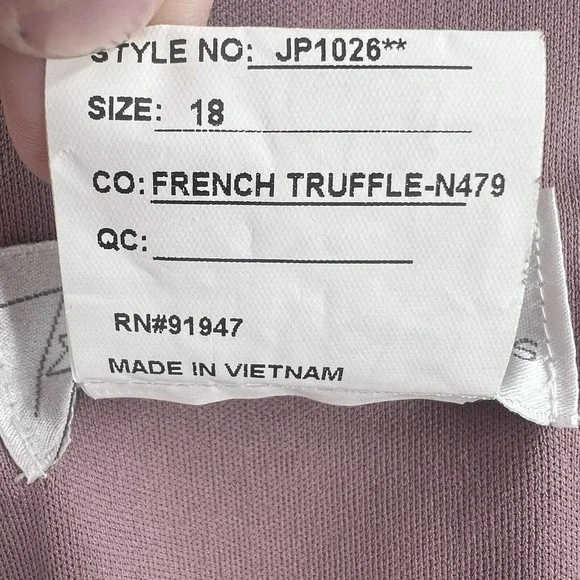 STYLE NO: JP1026**
SIZE: 18
CO: FRENCH TRUFFLE-N479
QC:
RN#91947
MADE IN VIETNAM